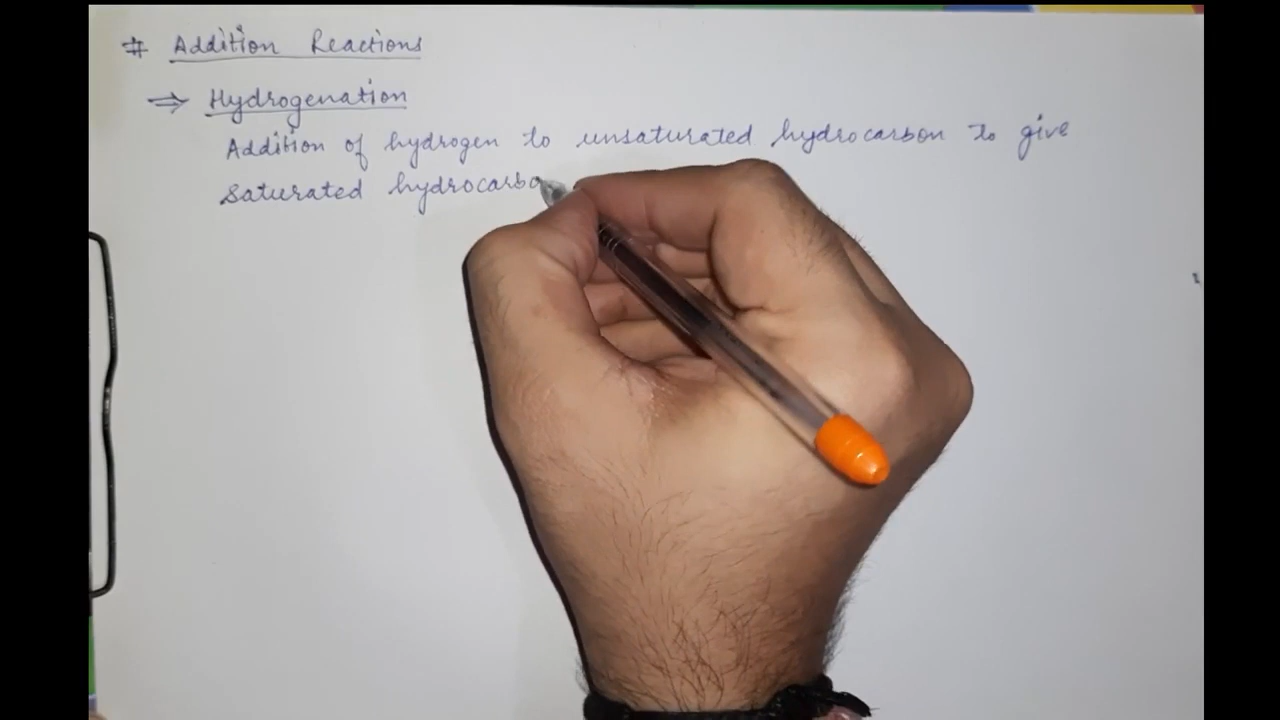 # Addition Reactions
⇒ Hydrogenation
Addition of hydrogen to unsaturated hydrocarbon to give
saturated hydrocarbo